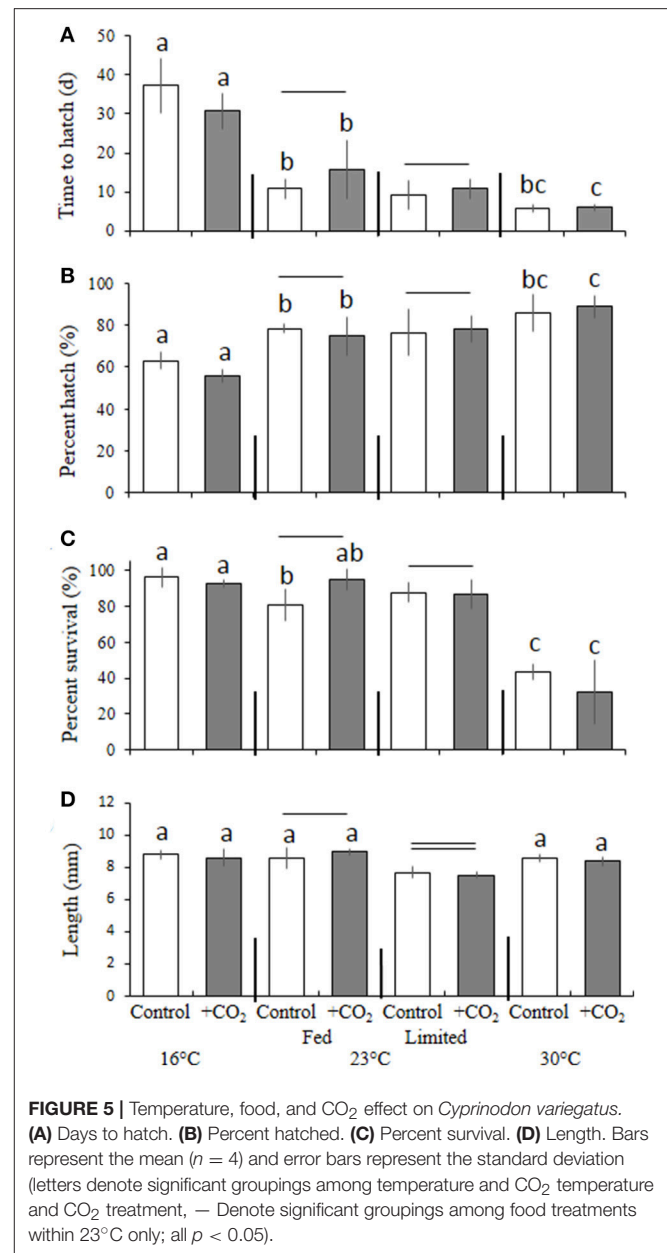 A
50
40
30
20
10
0
Time to hatch (d)
a a b b bc c
B
100
80
60
40
20
0
Percent hatch (%)
a a b b bc c
C
100
80
60
40
20
0
Percent survival (%)
a a b ab c c
D
12
10
8
6
4
2
0
Length (mm)
a a a a a a
Control +CO₂ Control +CO₂ Control +CO₂ Control +CO₂
Fed Limited
16°C 23°C 30°C
FIGURE 5 | Temperature, food, and CO₂ effect on Cyprinodon variegatus.
(A) Days to hatch. (B) Percent hatched. (C) Percent survival. (D) Length. Bars
represent the mean (n = 4) and error bars represent the standard deviation
(letters denote significant groupings among temperature and CO₂ temperature
and CO₂ treatment, — Denote significant groupings among food treatments
within 23°C only; all p < 0.05).